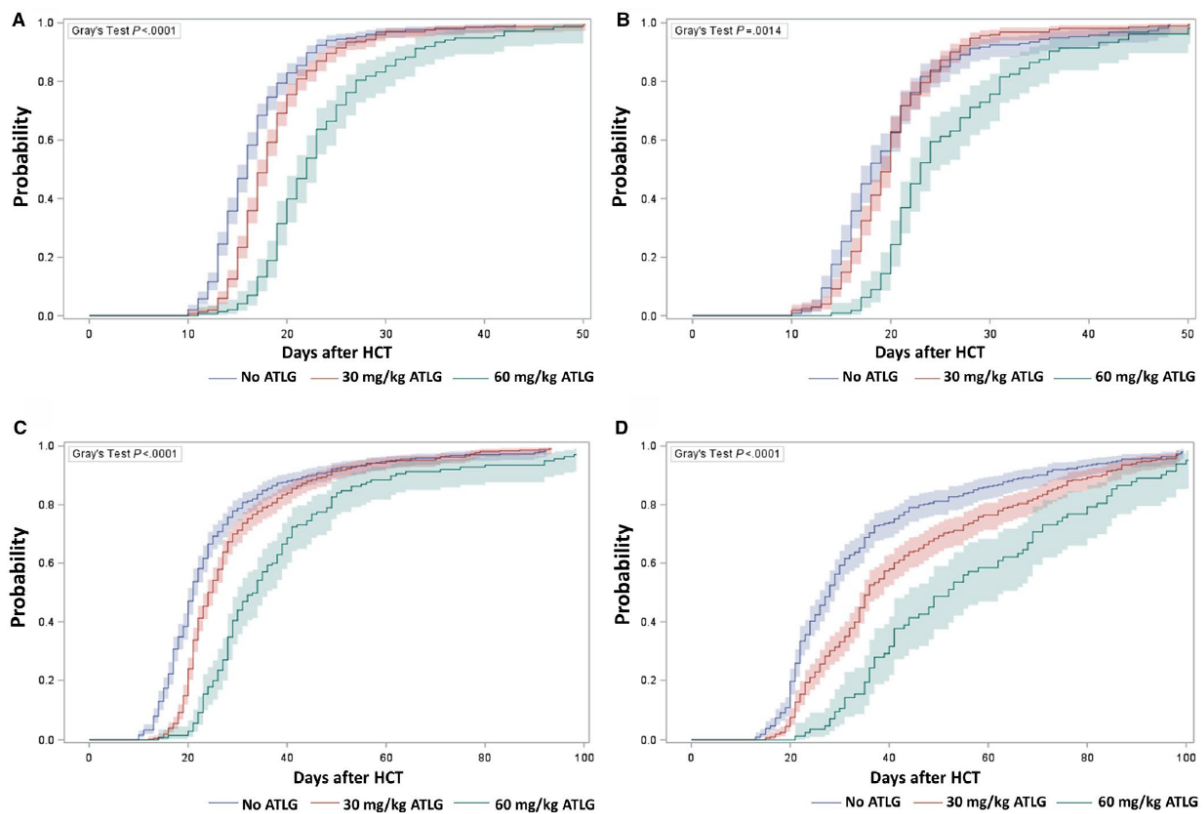 A
Gray's Test P<.0001
Probability
1.0
0.8
0.6
0.4
0.2
0.0
0 10 20 30 40 50
Days after HCT
No ATLG 30 mg/kg ATLG 60 mg/kg ATLG
B
Gray's Test P=.0014
Probability
1.0
0.8
0.6
0.4
0.2
0.0
0 10 20 30 40 50
Days after HCT
No ATLG 30 mg/kg ATLG 60 mg/kg ATLG
C
Gray's Test P<.0001
Probability
1.0
0.8
0.6
0.4
0.2
0.0
0 20 40 60 80 100
Days after HCT
No ATLG 30 mg/kg ATLG 60 mg/kg ATLG
D
Gray's Test P<.0001
Probability
1.0
0.8
0.6
0.4
0.2
0.0
0 20 40 60 80 100
Days after HCT
No ATLG 30 mg/kg ATLG 60 mg/kg ATLG